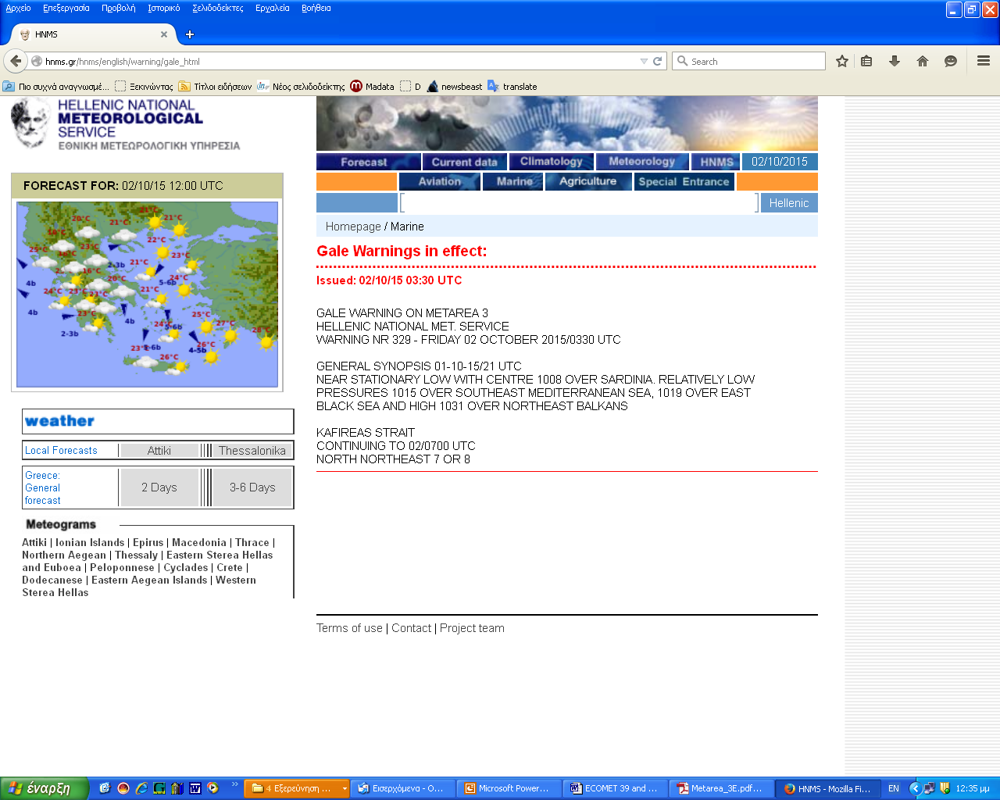 Αρχείο Επεξεργασία Προβολή Ιστορικό Σελιδοδείκτες Εργαλεία Βοήθεια
HNMS
hnms.gr/hnms/english/warning/gale_html
Search
Πιο συχνά αναγνωσμέ... Ξεκινώντας Τίτλοι ειδήσεων Νέος σελιδοδείκτης Madata D newsbeast translate
HELLENIC NATIONAL
METEOROLOGICAL
SERVICE
ΕΘΝΙΚΗ ΜΕΤΕΩΡΟΛΟΓΙΚΗ ΥΠΗΡΕΣΙΑ
Forecast Current data Climatology Meteorology HNMS 02/10/2015
Aviation Marine Agriculture Special Entrance
Hellenic
Homepage / Marine
FORECAST FOR: 02/10/15 12:00 UTC
21°C
20°C 21°C 21°C
22°C
25°C 23°C 23°C
2-3b 21°C
4b 16°C 20°C 5-6b 24°C
24°C 23°C 21°C
4b 23°C 4b 25°C
2-3b 24°C 5-6b 27°C 28°C
23°C 5-6b 26°C
4-5b
26°C
Gale Warnings in effect:
Issued: 02/10/15 03:30 UTC
GALE WARNING ON METAREA 3
HELLENIC NATIONAL MET. SERVICE
WARNING NR 329 - FRIDAY 02 OCTOBER 2015/0330 UTC
GENERAL SYNOPSIS 01-10-15/21 UTC
NEAR STATIONARY LOW WITH CENTRE 1008 OVER SARDINIA. RELATIVELY LOW
PRESSURES 1015 OVER SOUTHEAST MEDITERRANEAN SEA, 1019 OVER EAST
BLACK SEA AND HIGH 1031 OVER NORTHEAST BALKANS
KAFIREAS STRAIT
CONTINUING TO 02/0700 UTC
NORTH NORTHEAST 7 OR 8
weather
Local Forecasts Attiki Thessalonika
Greece:
General
forecast
2 Days 3-6 Days
Meteograms
Attiki | Ionian Islands | Epirus | Macedonia | Thrace |
Northern Aegean | Thessaly | Eastern Sterea Hellas
and Euboea | Peloponnese | Cyclades | Crete |
Dodecanese | Eastern Aegean Islands | Western
Sterea Hellas
Terms of use | Contact | Project team
έναρξη
4 Εξερεύνηση ... Εισερχόμενα - O... Microsoft Power... ECOMET 39 and ... Metarea_3E.pdf... HNMS - Mozilla Fi... EN 12:35 μμ